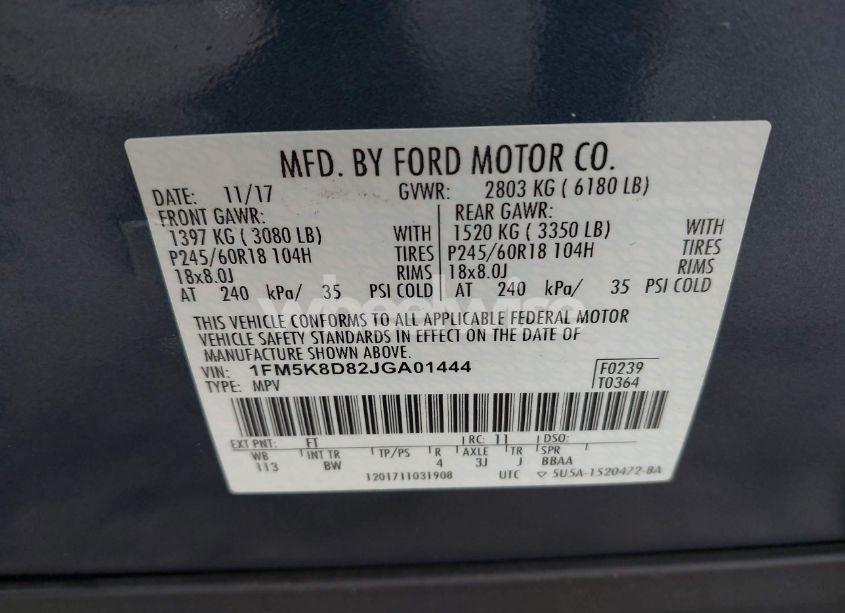 MFD. BY FORD MOTOR CO.
DATE: 11/17 GVWR: 2803 KG ( 6180 LB)
FRONT GAWR: REAR GAWR:
1397 KG ( 3080 LB) WITH 1520 KG ( 3350 LB) WITH
P245/60R18 104H TIRES P245/60R18 104H TIRES
18x8.0J RIMS 18x8.0J RIMS
AT 240 kPa/ 35 PSI COLD AT 240 kPa/ 35 PSI COLD
THIS VEHICLE CONFORMS TO ALL APPLICABLE FEDERAL MOTOR
VEHICLE SAFETY STANDARDS IN EFFECT ON THE DATE OF
MANUFACTURE SHOWN ABOVE.
VIN: 1FM5K8D82JGA01444 F0239
TYPE: MPV T0364
EXT PNT: FT RC: 11 DSO:
WB INT TR TP/PS R AXLE TR SPR
113 BW 4 3J J BBAA
1201711031908 UTC ▽ 5U5A-1520472-BA
wheelwise